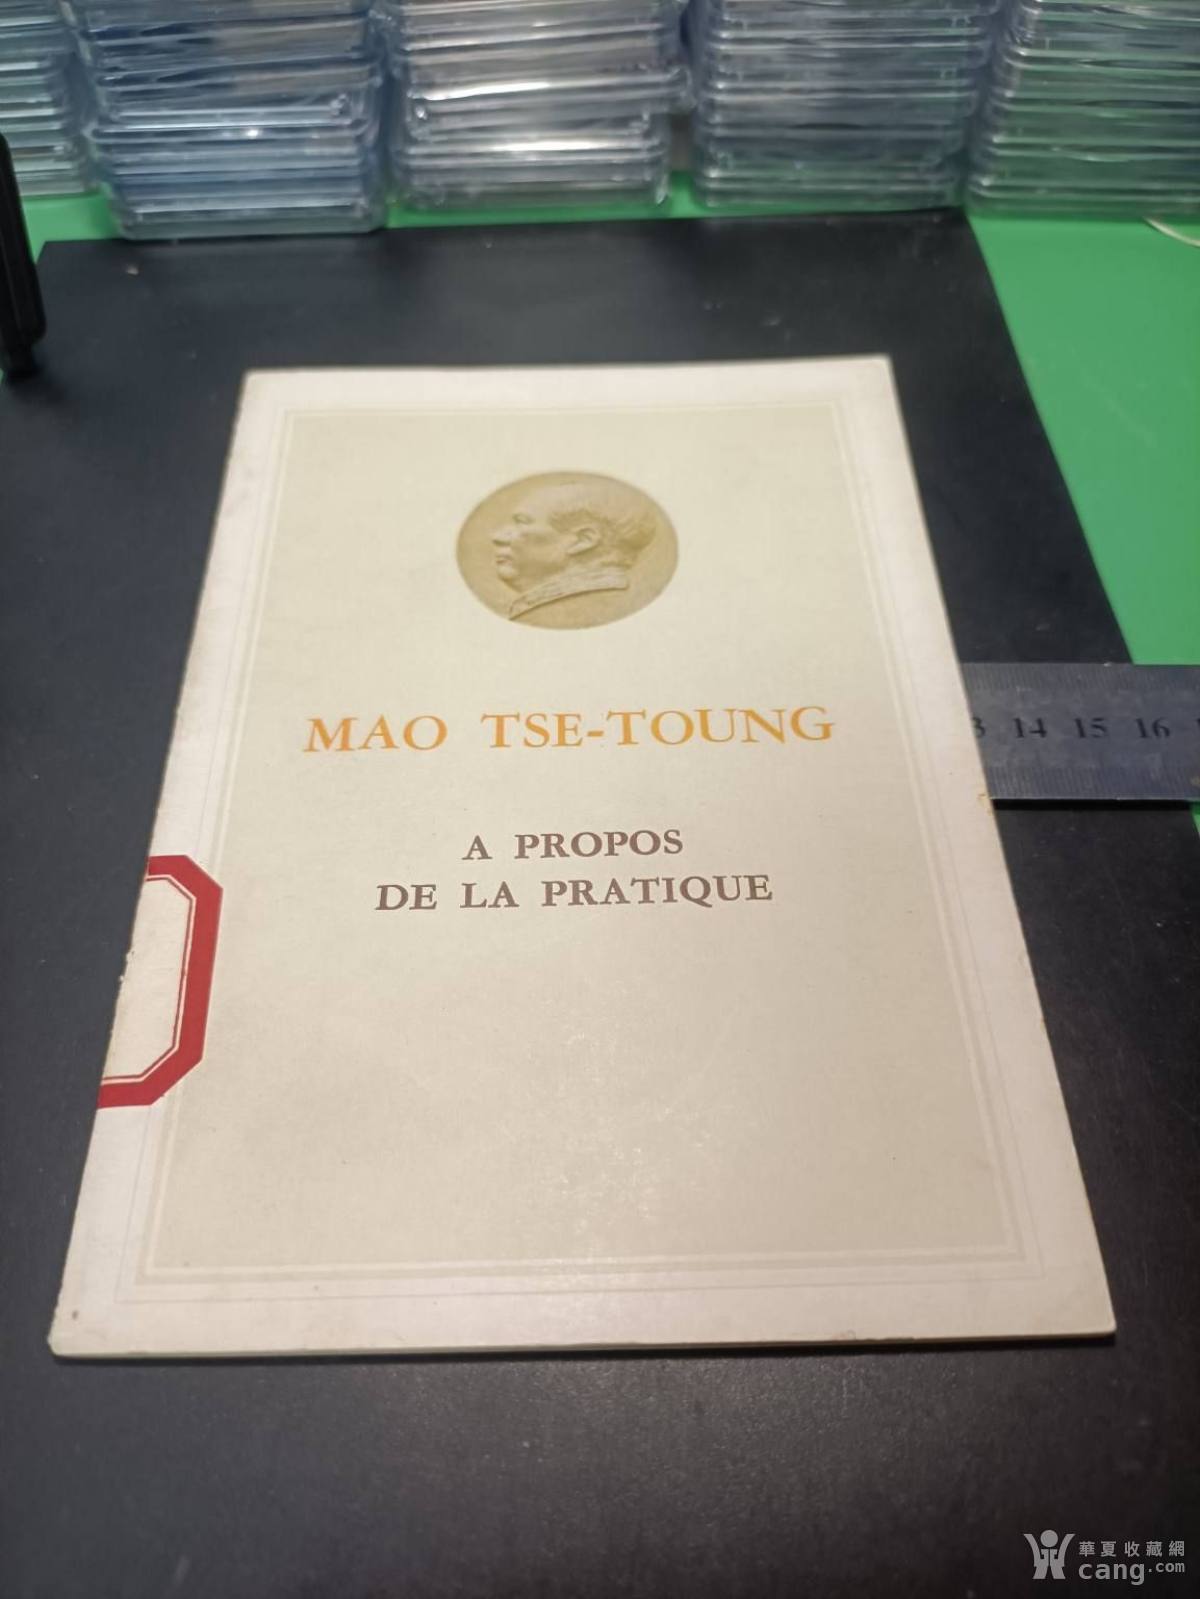 MAO TSE-TOUNG
A PROPOS
DE LA PRATIQUE
3 14 15 16
華夏收藏網
cang.com